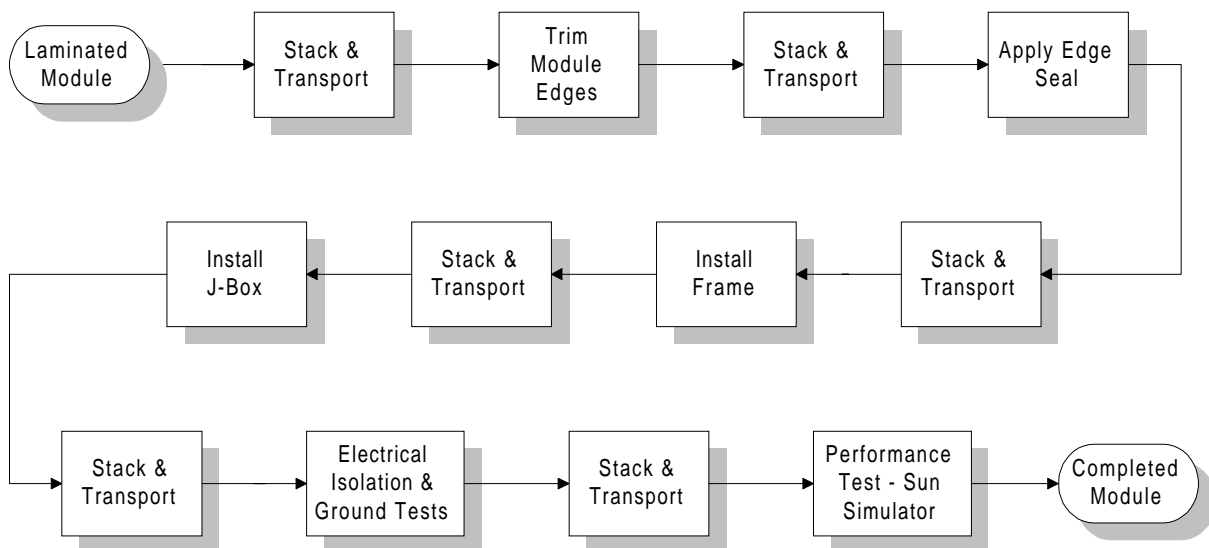 Laminated
Module
Stack &
Transport
Trim
Module
Edges
Stack &
Transport
Apply Edge
Seal
Stack &
Transport
Install
Frame
Stack &
Transport
Install
J-Box
Stack &
Transport
Electrical
Isolation &
Ground Tests
Stack &
Transport
Performance
Test - Sun
Simulator
Completed
Module